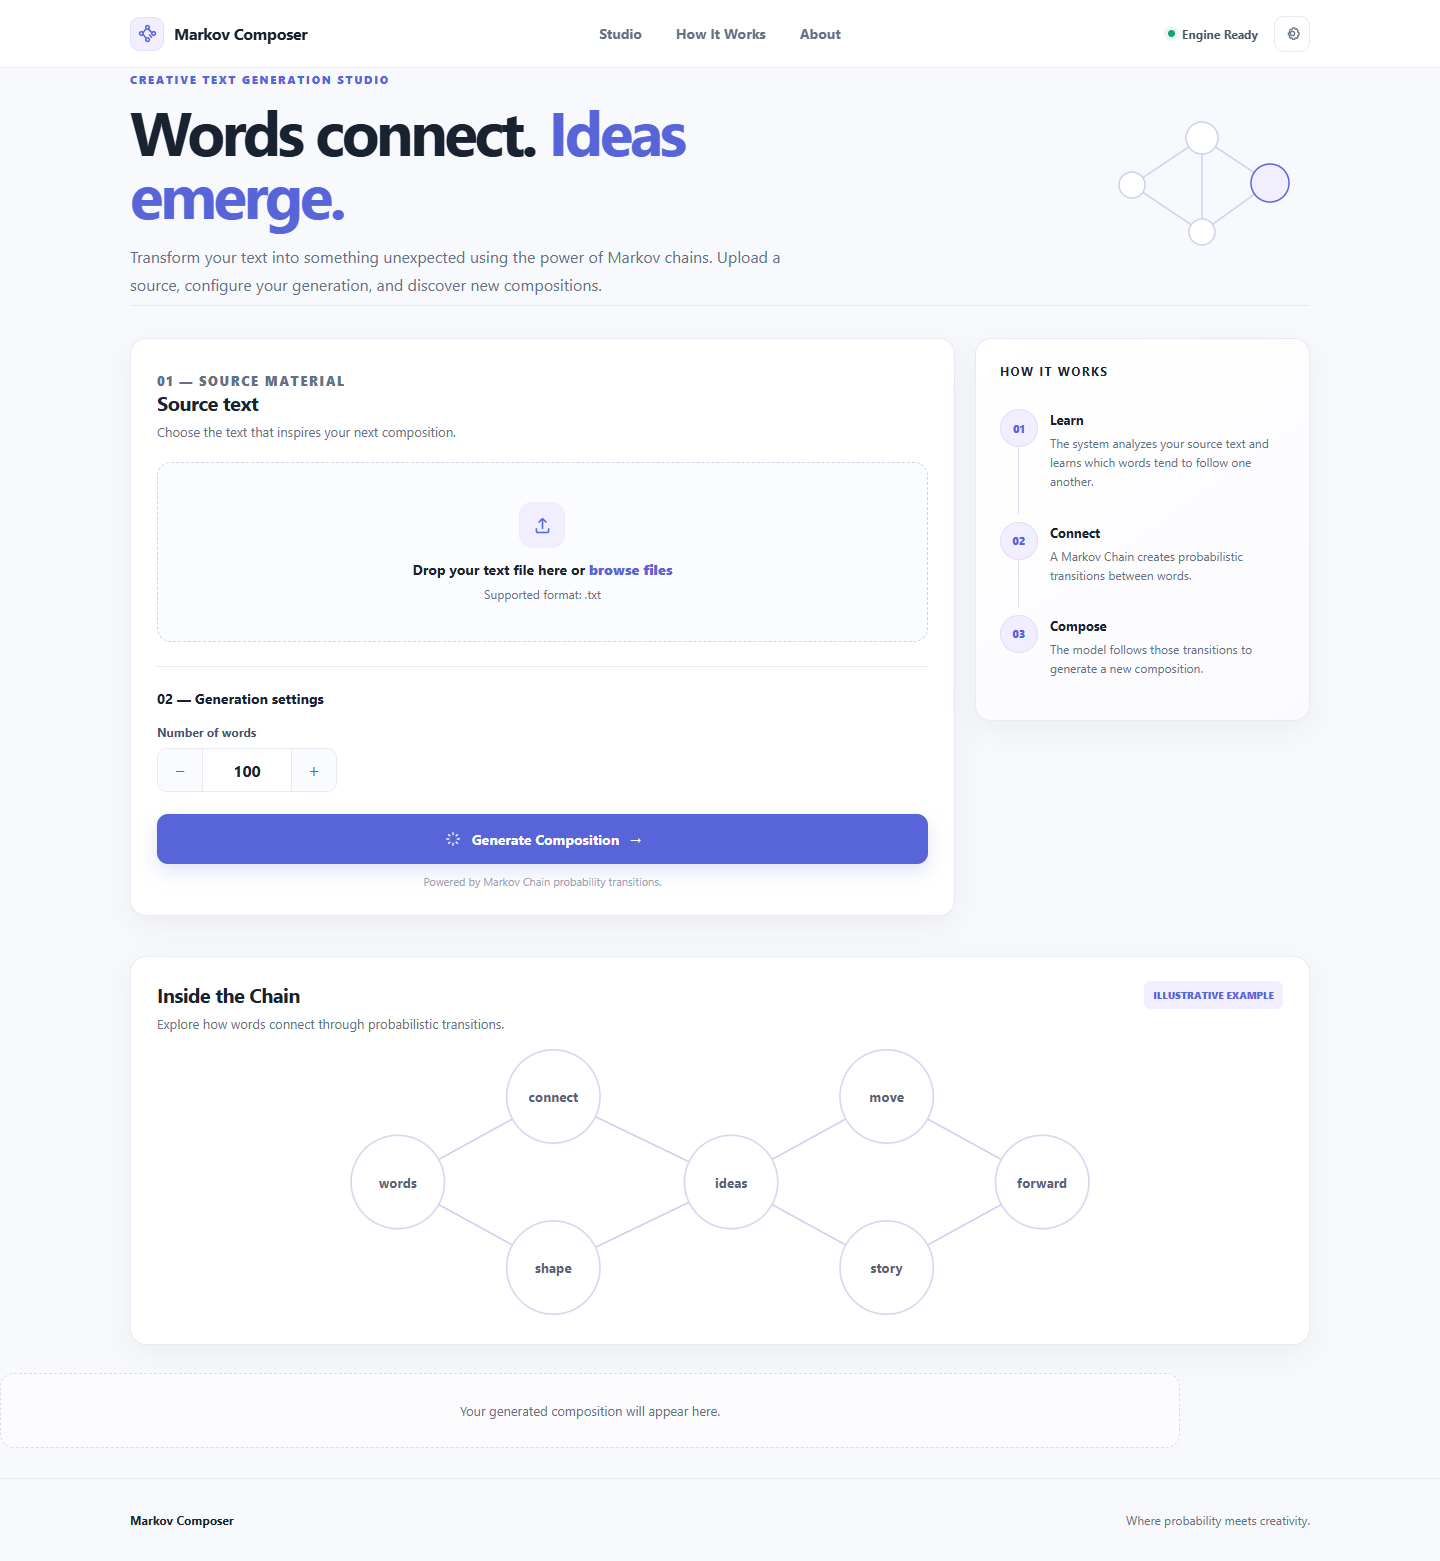 Markov Composer
Studio
How It Works
About
Engine Ready
CREATIVE TEXT GENERATION STUDIO
Words connect. Ideas
emerge.
Transform your text into something unexpected using the power of Markov chains. Upload a
source, configure your generation, and discover new compositions.
01 — SOURCE MATERIAL
Source text
Choose the text that inspires your next composition.
Drop your text file here or browse files
Supported format: .txt
02 — Generation settings
Number of words
− 100 +
Generate Composition →
Powered by Markov Chain probability transitions.
HOW IT WORKS
01
Learn
The system analyzes your source text and
learns which words tend to follow one
another.
02
Connect
A Markov Chain creates probabilistic
transitions between words.
03
Compose
The model follows those transitions to
generate a new composition.
Inside the Chain
ILLUSTRATIVE EXAMPLE
Explore how words connect through probabilistic transitions.
connect
move
words
ideas
forward
shape
story
Your generated composition will appear here.
Markov Composer
Where probability meets creativity.